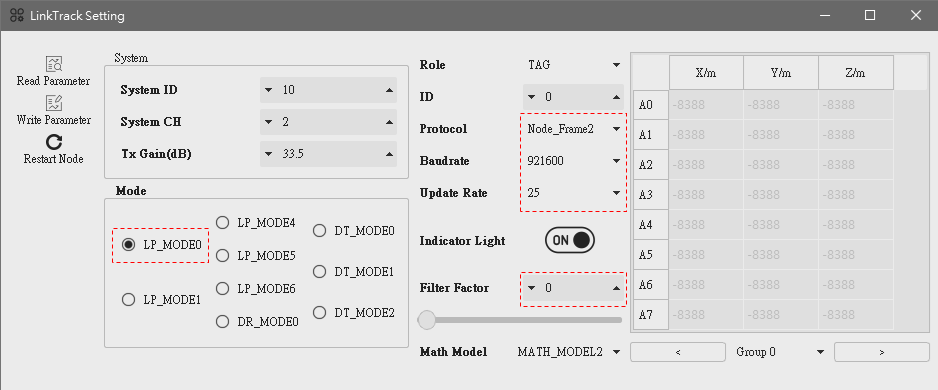 LinkTrack Setting
Read Parameter
Write Parameter
Restart Node
System
System ID 10
System CH 2
Tx Gain(dB) 33.5
Mode
LP_MODE0
LP_MODE1
LP_MODE4
LP_MODE5
LP_MODE6
DR_MODE0
DT_MODE0
DT_MODE1
DT_MODE2
Role TAG
ID 0
Protocol Node_Frame2
Baudrate 921600
Update Rate 25
Indicator Light ON
Filter Factor 0
Math Model MATH_MODEL2
X/m Y/m Z/m
A0 -8388 -8388 -8388
A1 -8388 -8388 -8388
A2 -8388 -8388 -8388
A3 -8388 -8388 -8388
A4 -8388 -8388 -8388
A5 -8388 -8388 -8388
A6 -8388 -8388 -8388
A7 -8388 -8388 -8388
< Group 0 >